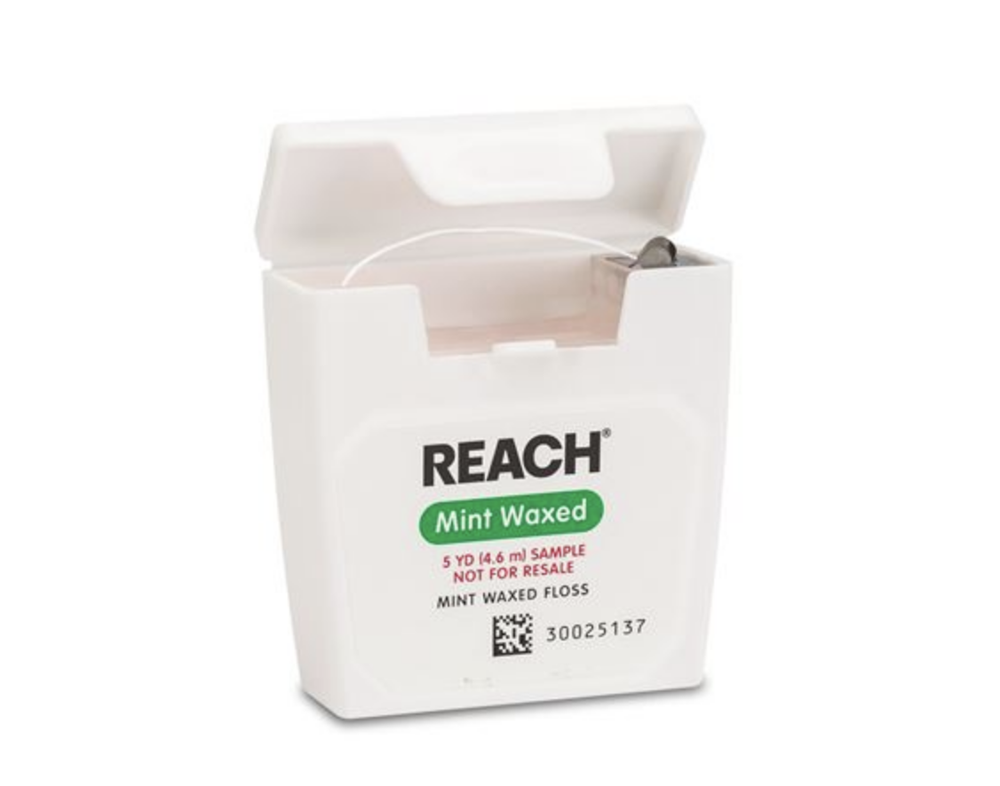 REACH®
Mint Waxed
5 YD (4.6 m) SAMPLE
NOT FOR RESALE
MINT WAXED FLOSS
30025137